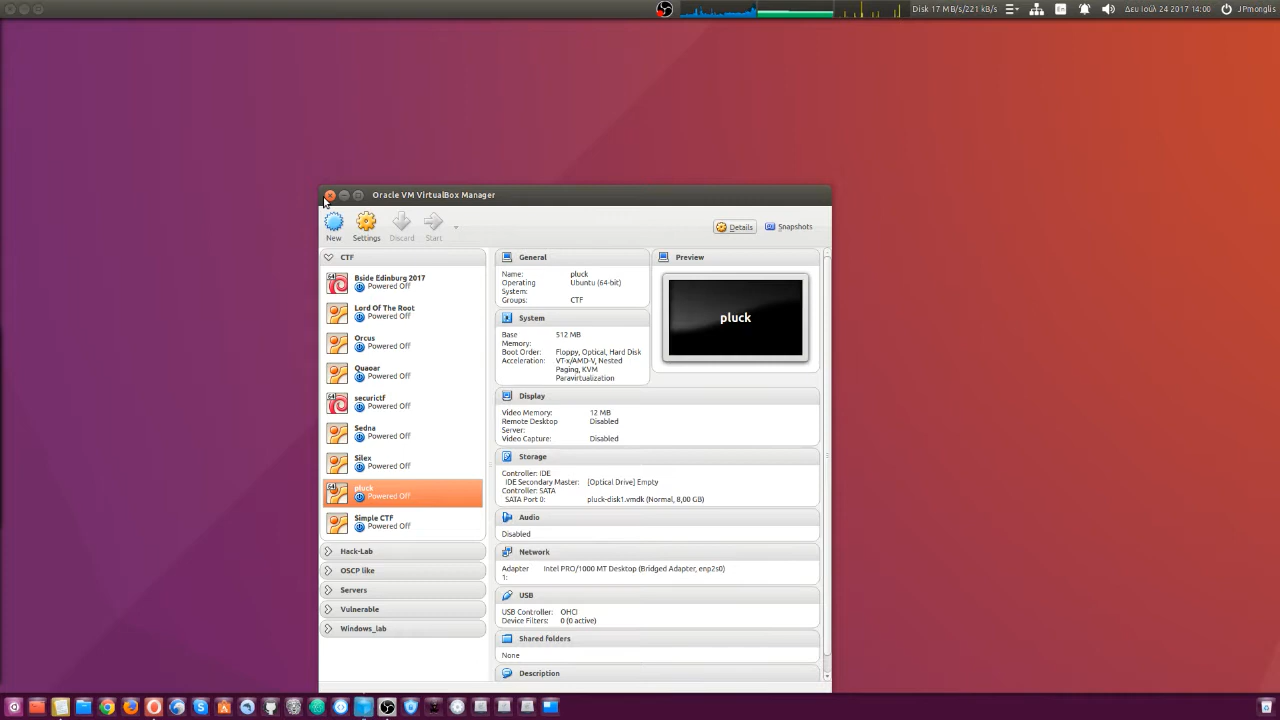 Disk 17 MB/s/221 kB/s
En
Δευ Ιούλ 24 2017 14:00
JPmonglis
Oracle VM VirtualBox Manager
New
Settings
Discard
Start
Details
Snapshots
CTF
64
Bside Edinburg 2017
Powered Off
Lord Of The Root
Powered Off
Orcus
Powered Off
Quaoar
Powered Off
64
securictf
Powered Off
Sedna
Powered Off
Silex
Powered Off
64
pluck
Powered Off
Simple CTF
Powered Off
Hack-Lab
OSCP like
Servers
Vulnerable
Windows_lab
General
Name: pluck
Operating System: Ubuntu (64-bit)
Groups: CTF
System
Base Memory: 512 MB
Boot Order: Floppy, Optical, Hard Disk
Acceleration: VT-x/AMD-V, Nested
Paging, KVM
Paravirtualization
Preview
pluck
Display
Video Memory: 12 MB
Remote Desktop Server: Disabled
Video Capture: Disabled
Storage
Controller: IDE
IDE Secondary Master: [Optical Drive] Empty
Controller: SATA
SATA Port 0: pluck-disk1.vmdk (Normal, 8,00 GB)
Audio
Disabled
Network
Adapter 1: Intel PRO/1000 MT Desktop (Bridged Adapter, enp2s0)
USB
USB Controller: OHCI
Device Filters: 0 (0 active)
Shared folders
None
Description